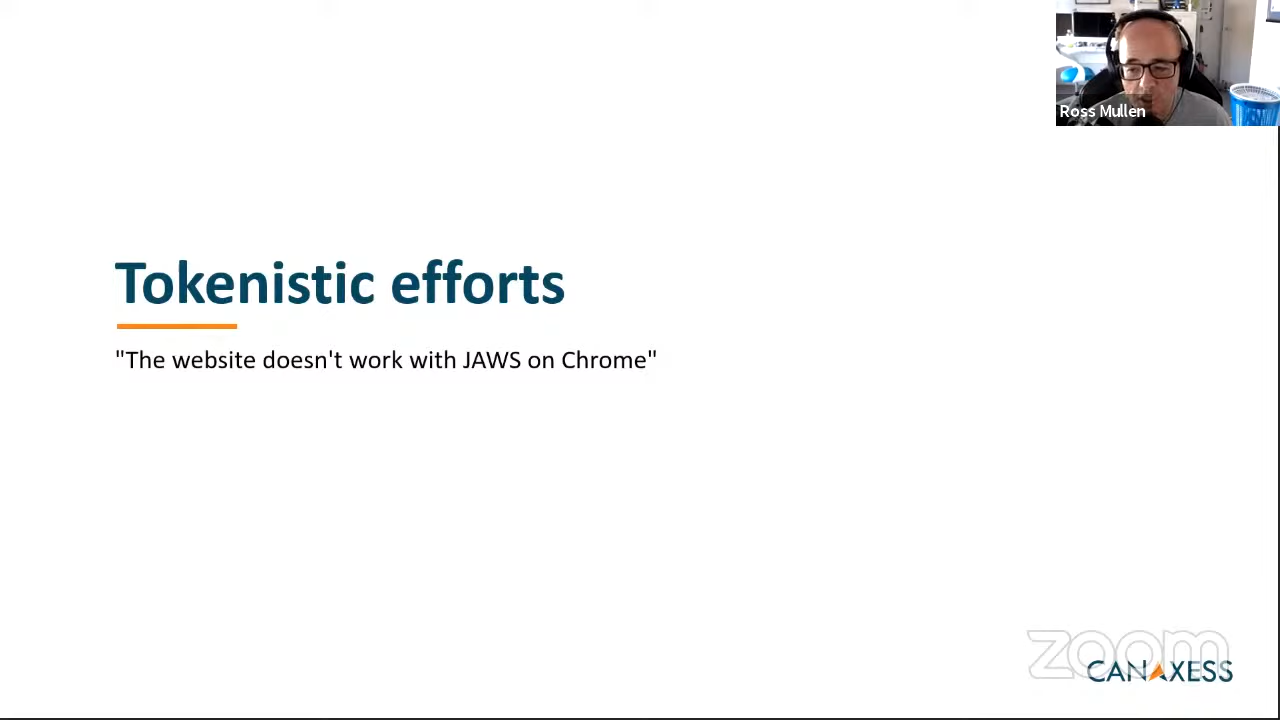 Ross Mullen
Tokenistic efforts
"The website doesn't work with JAWS on Chrome"
zoom
CANAXESS